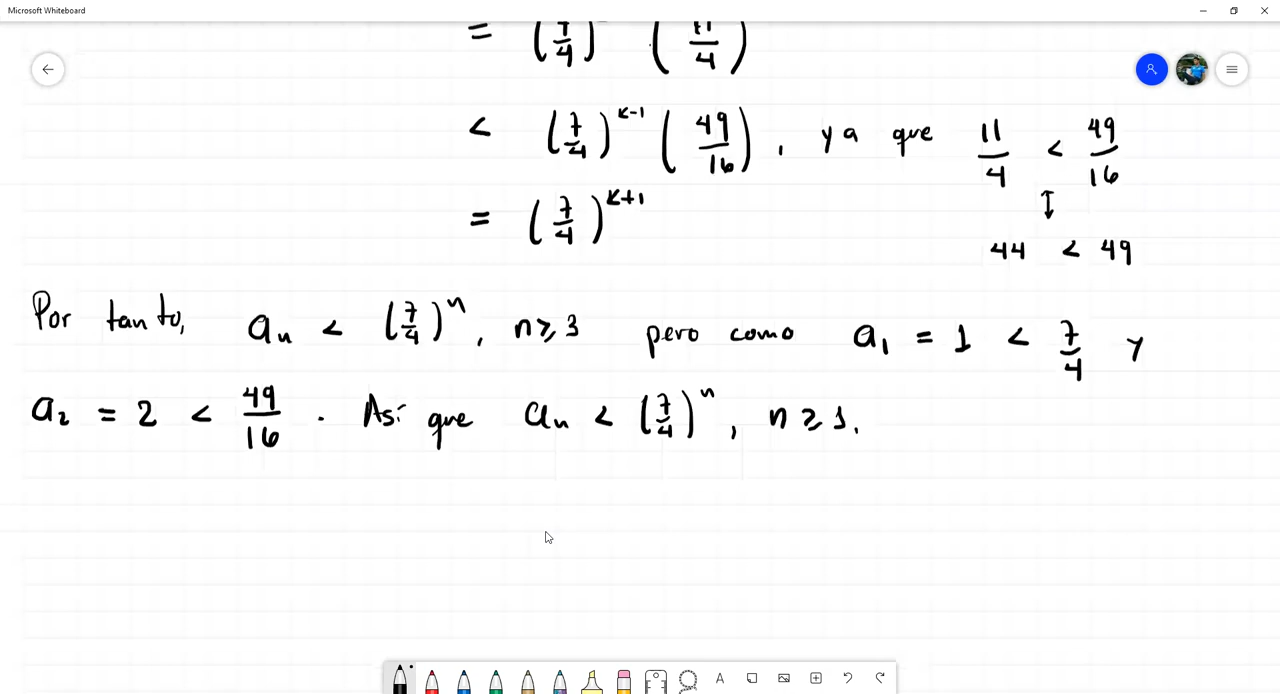 Microsoft Whiteboard
= (7/4) (11/4)
< (7/4)^{k-1} (49/16), ya que 11/4 < 49/16
↕
= (7/4)^{k+1}
44 < 49
Por tanto, a_n < (7/4)^n, n ≥ 3 pero como a_1 = 1 < 7/4 y
a_2 = 2 < 49/16. Así que a_n < (7/4)^n, n ≥ 1.
A